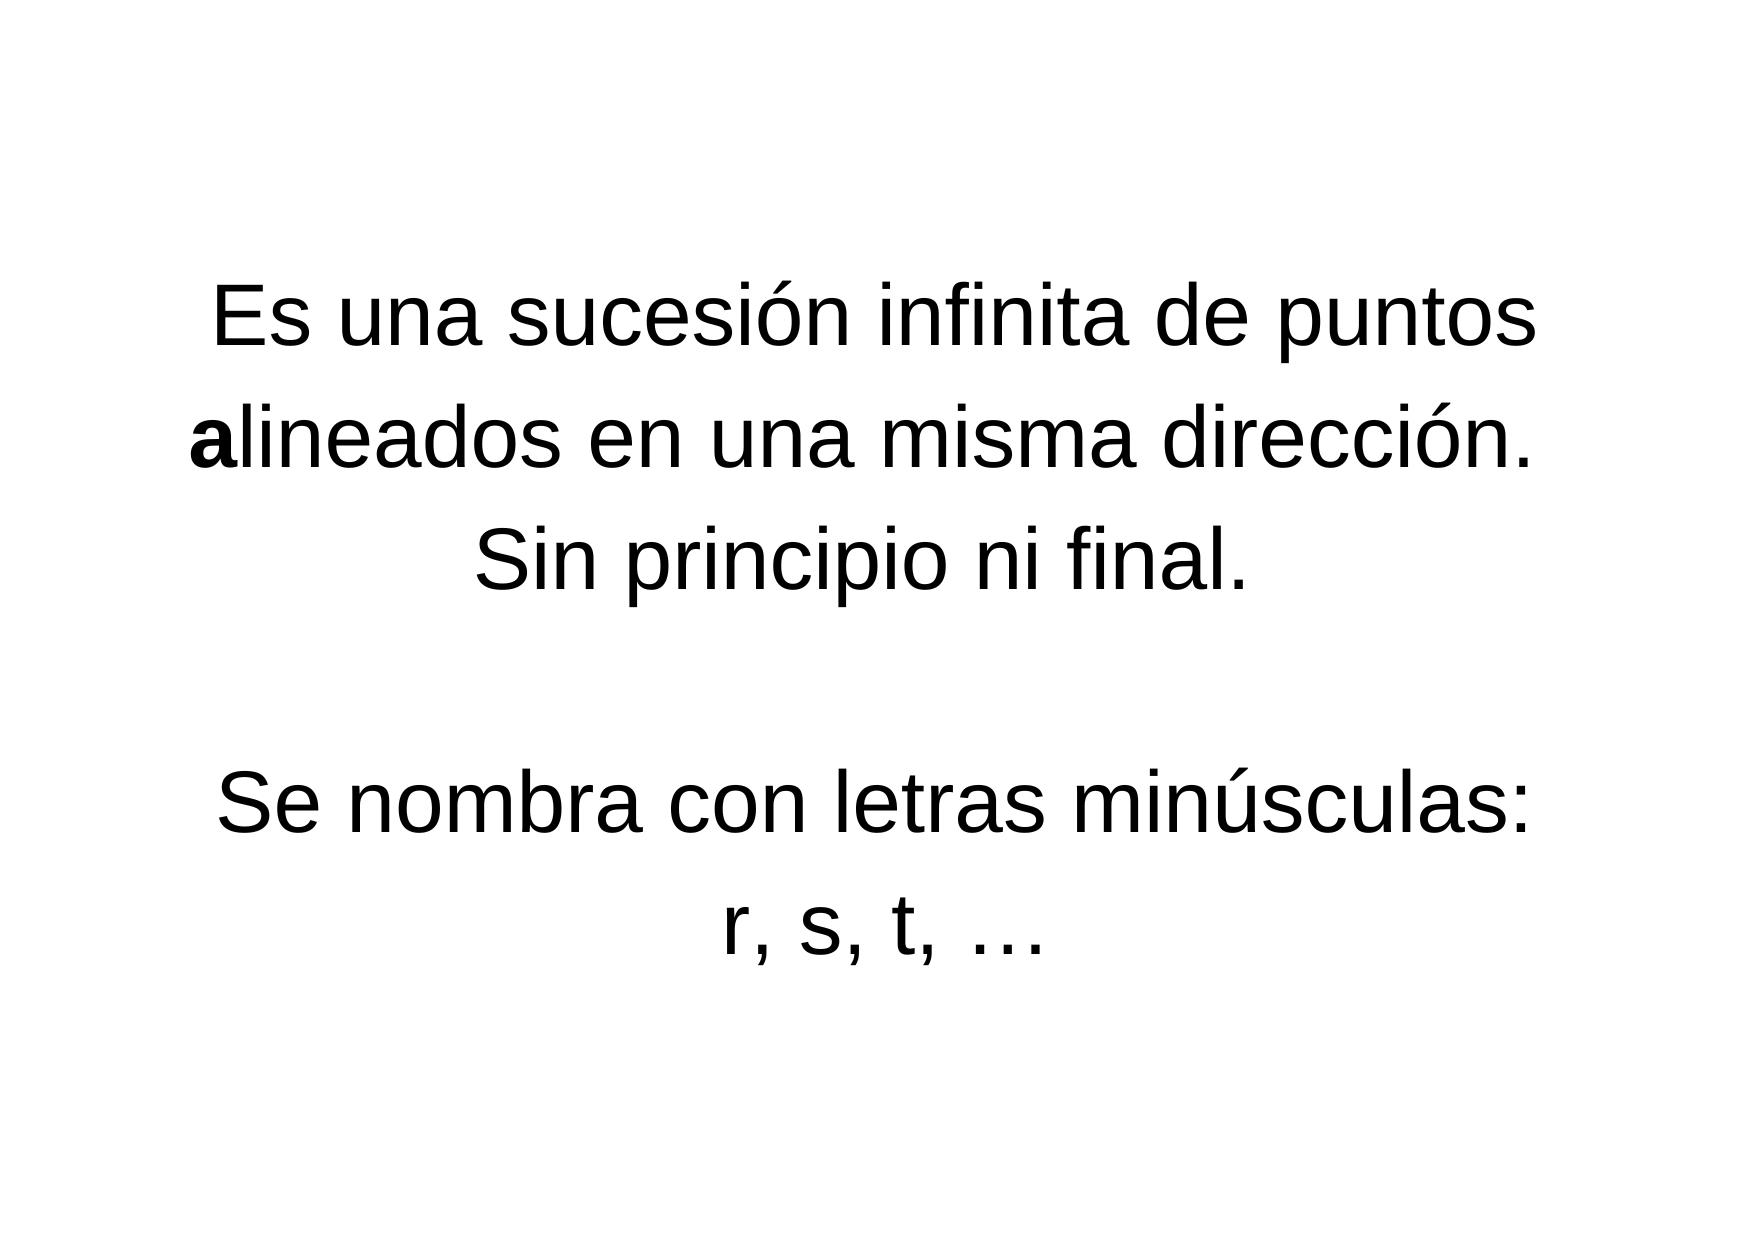 Es una sucesión infinita de puntos
alineados en una misma dirección.
Sin principio ni final.
Se nombra con letras minúsculas:
r, s, t, …